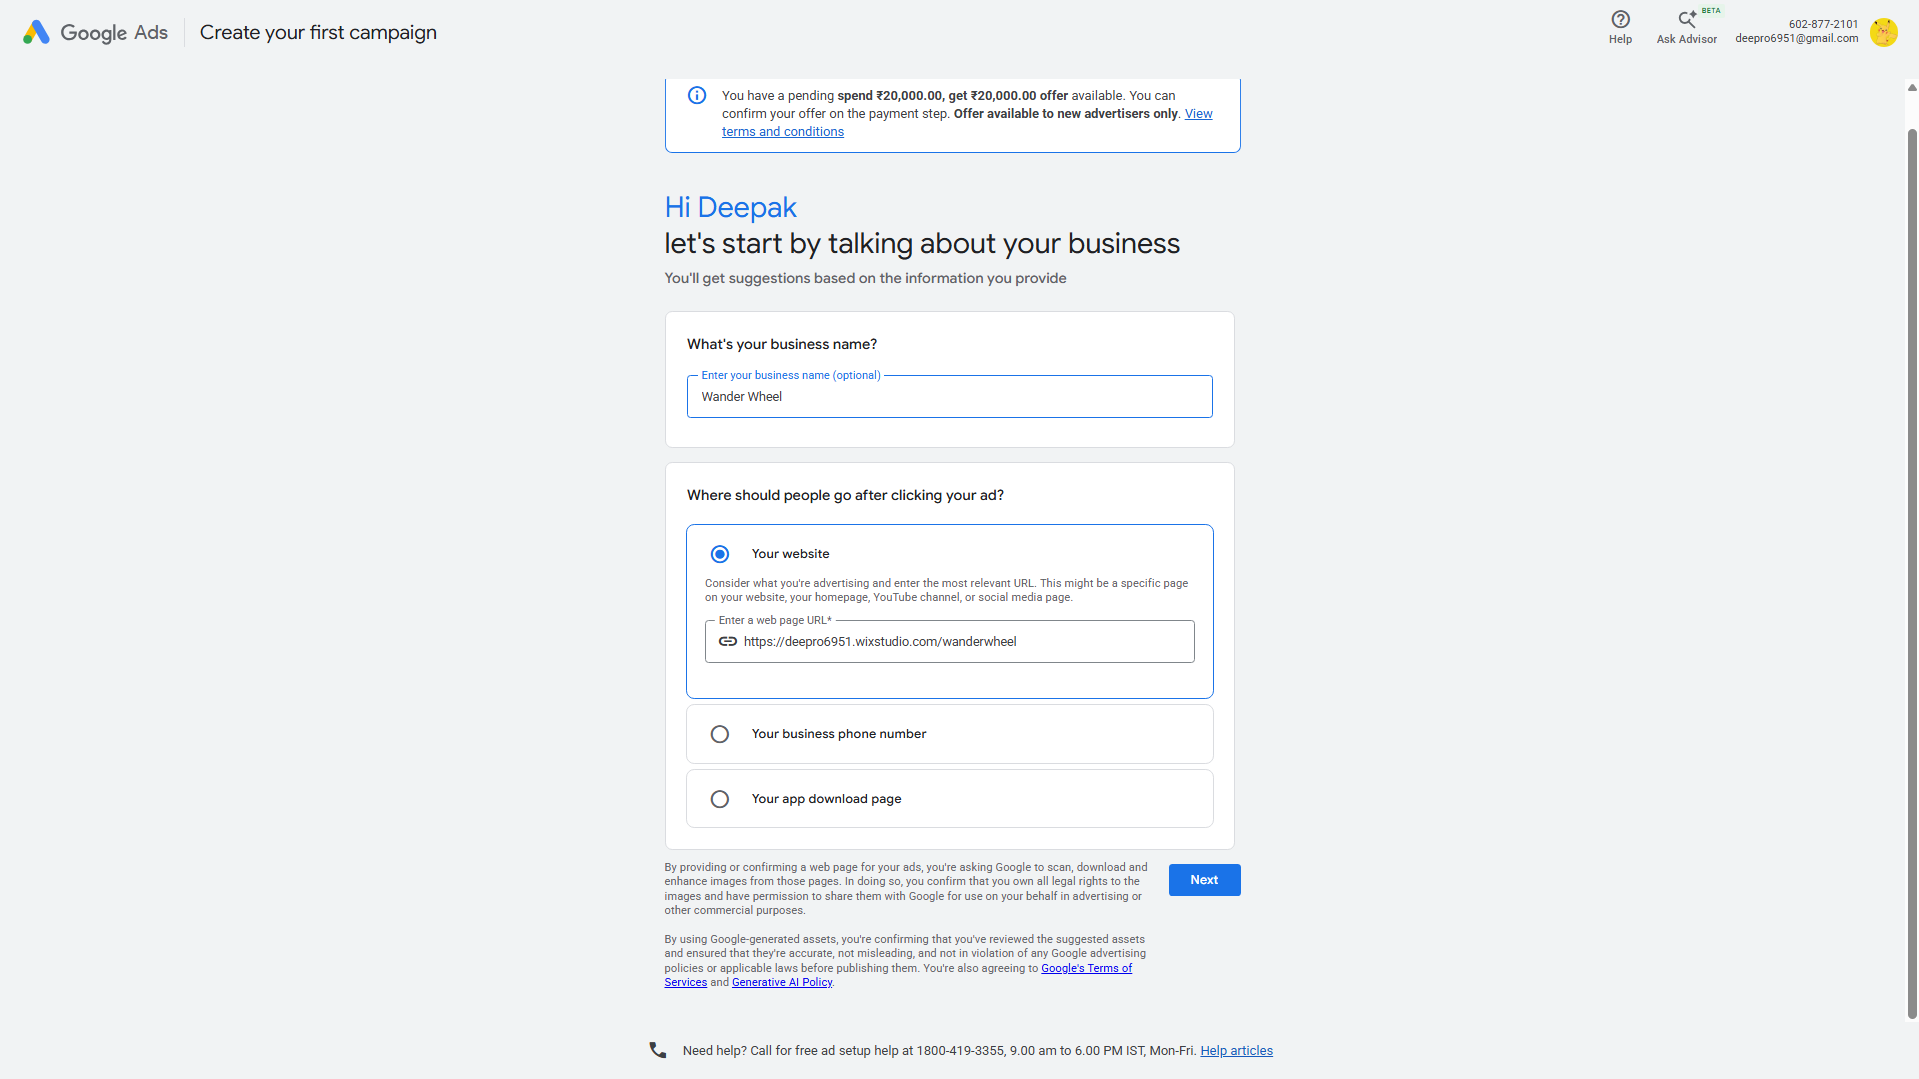 Google Ads
Create your first campaign
Help
Ask Advisor
BETA
602-877-2101
deepro6951@gmail.com
You have a pending spend ₹20,000.00, get ₹20,000.00 offer available. You can
confirm your offer on the payment step. Offer available to new advertisers only. View
terms and conditions
Hi Deepak
let's start by talking about your business
You'll get suggestions based on the information you provide
What's your business name?
Enter your business name (optional)
Wander Wheel
Where should people go after clicking your ad?
Your website
Consider what you're advertising and enter the most relevant URL. This might be a specific page
on your website, your homepage, YouTube channel, or social media page.
Enter a web page URL*
https://deepro6951.wixstudio.com/wanderwheel
Your business phone number
Your app download page
By providing or confirming a web page for your ads, you're asking Google to scan, download and
enhance images from those pages. In doing so, you confirm that you own all legal rights to the
images and have permission to share them with Google for use on your behalf in advertising or
other commercial purposes.
Next
By using Google-generated assets, you're confirming that you've reviewed the suggested assets
and ensured that they're accurate, not misleading, and not in violation of any Google advertising
policies or applicable laws before publishing them. You're also agreeing to Google's Terms of
Services and Generative AI Policy.
Need help? Call for free ad setup help at 1800-419-3355, 9.00 am to 6.00 PM IST, Mon-Fri. Help articles